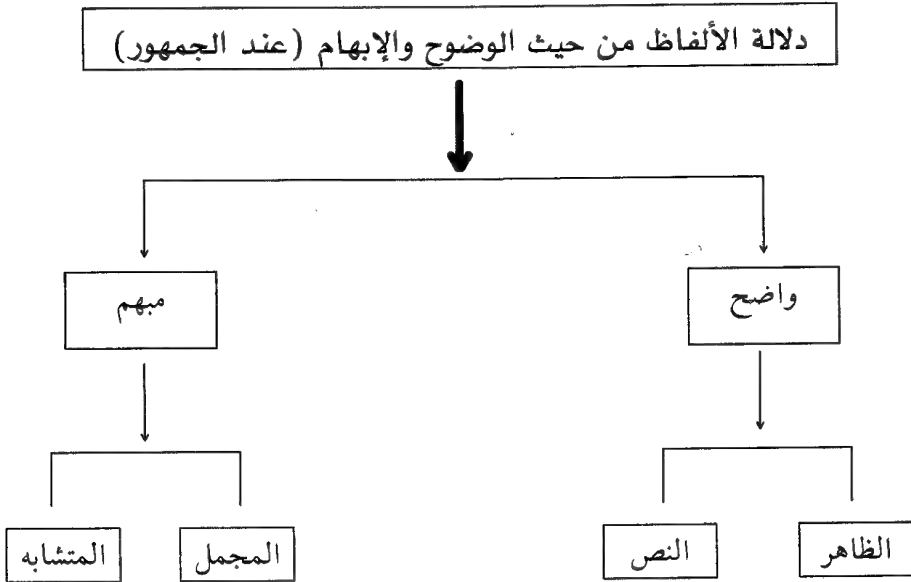 دلالة الألفاظ من حيث الوضوح والإبهام (عند الجمهور)
واضح
مبهم
الظاهر
النص
المجمل
المتشابه